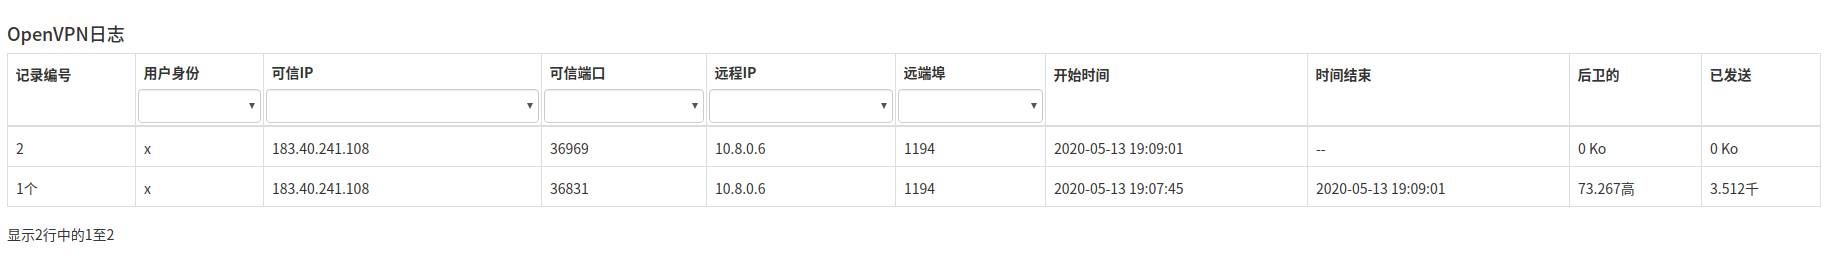 OpenVPN日志
记录编号 用户身份 可信IP 可信端口 远程IP 远端埠 开始时间 时间结束 后卫的 已发送
2 x 183.40.241.108 36969 10.8.0.6 1194 2020-05-13 19:09:01 -- 0 Ko 0 Ko
1个 x 183.40.241.108 36831 10.8.0.6 1194 2020-05-13 19:07:45 2020-05-13 19:09:01 73.267高 3.512千
显示2行中的1至2